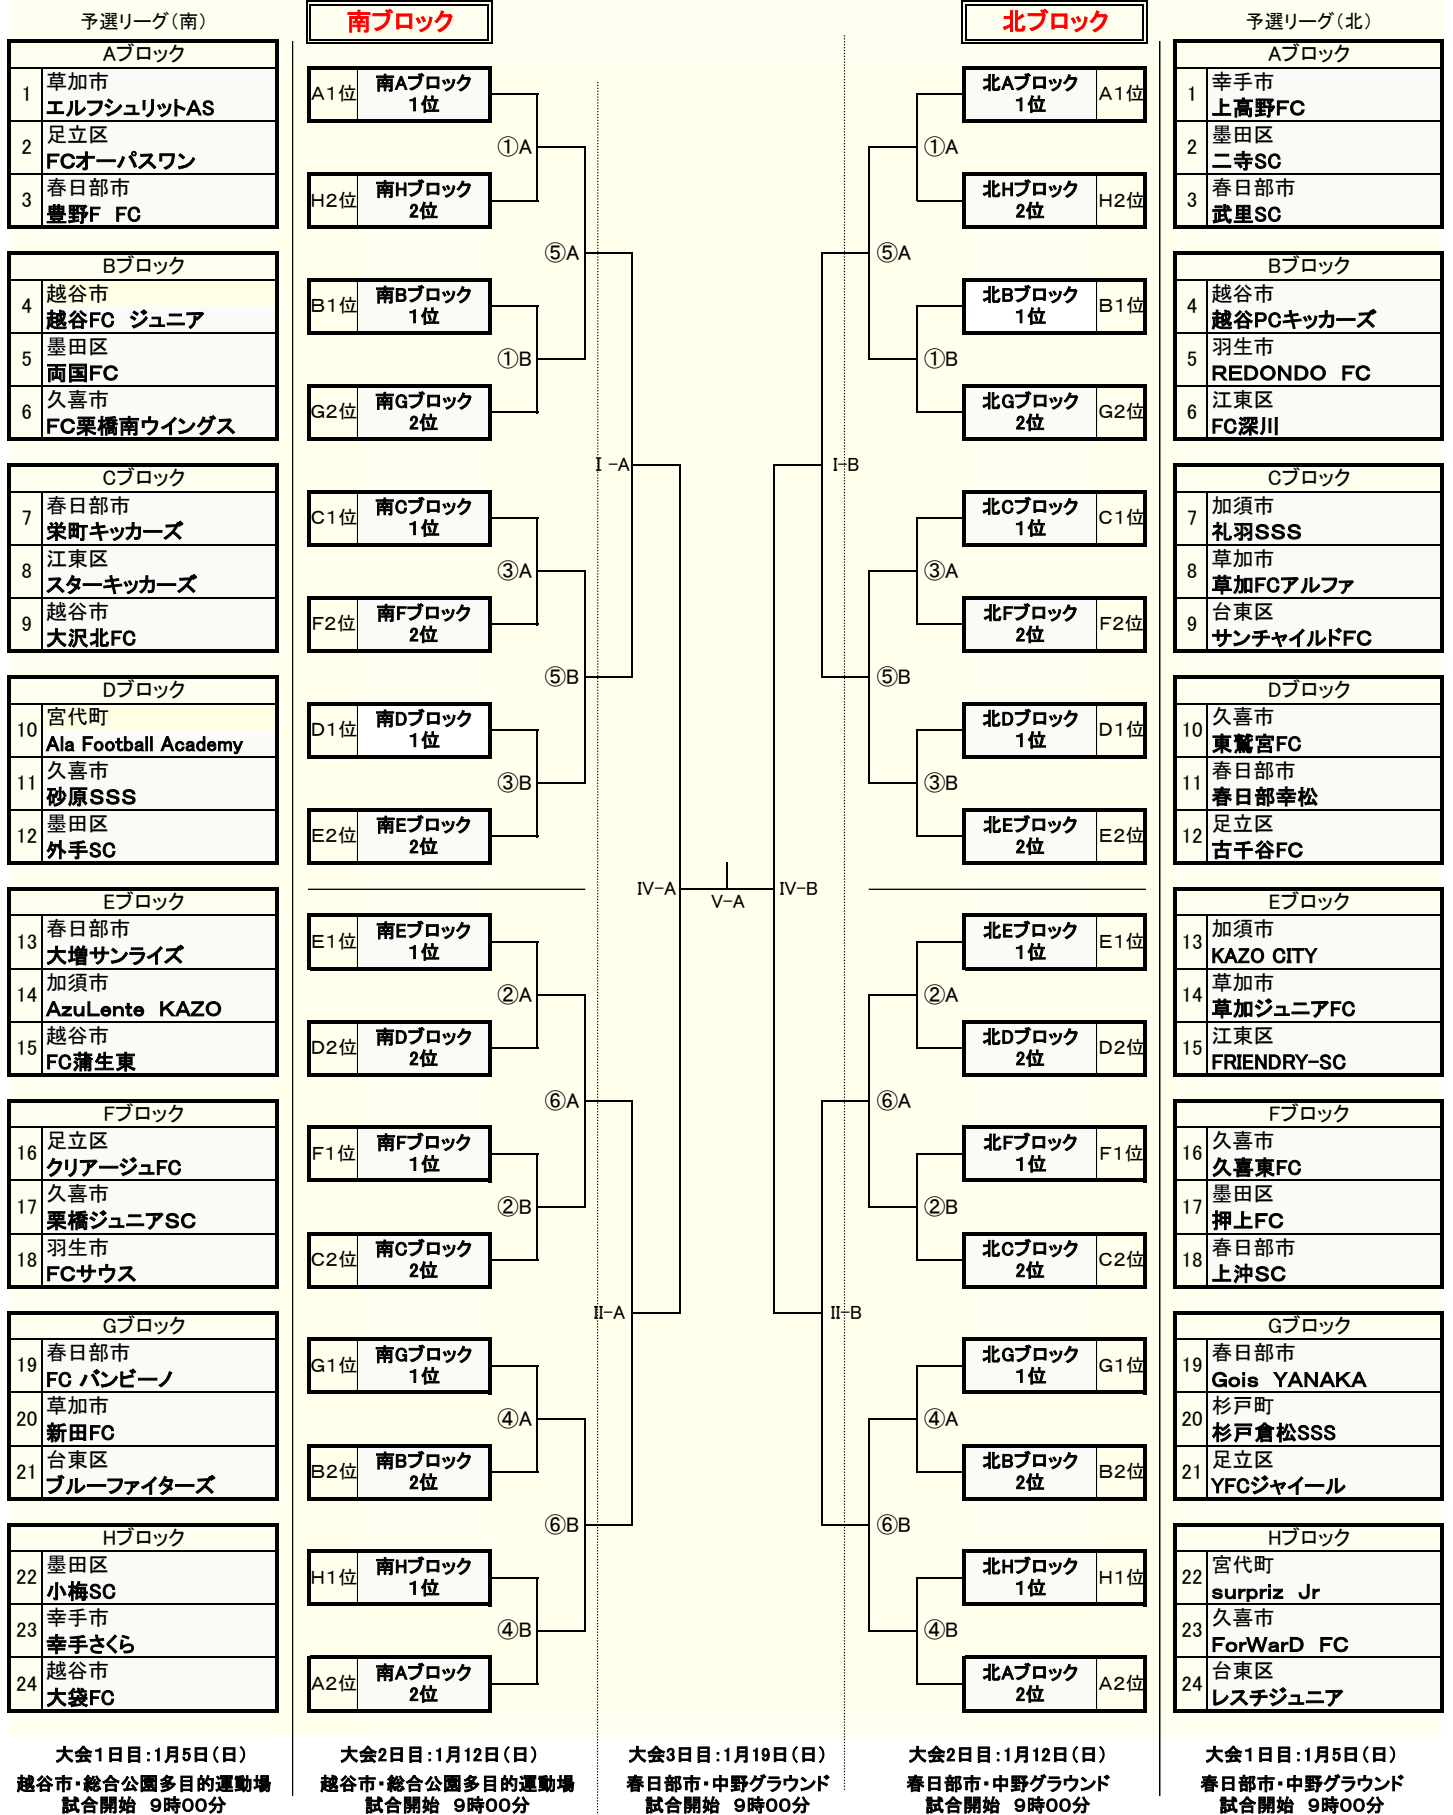 予選リーグ（南）
Aブロック
1
草加市
エルフシュリットAS
2
足立区
FCオーパスワン
3
春日部市
豊野F FC
Bブロック
4
越谷市
越谷FC ジュニア
5
墨田区
両国FC
6
久喜市
FC栗橋南ウイングス
Cブロック
7
春日部市
栄町キッカーズ
8
江東区
スターキッカーズ
9
越谷市
大沢北FC
Dブロック
10
宮代町
Ala Football Academy
11
久喜市
砂原SSS
12
墨田区
外手SC
Eブロック
13
春日部市
大増サンライズ
14
加須市
AzuLente KAZO
15
越谷市
FC蒲生東
Fブロック
16
足立区
クリアージュFC
17
久喜市
栗橋ジュニアSC
18
羽生市
FCサウス
Gブロック
19
春日部市
FC バンビーノ
20
草加市
新田FC
21
台東区
ブルーファイターズ
Hブロック
22
墨田区
小梅SC
23
幸手市
幸手さくら
24
越谷市
大袋FC
大会1日目：1月5日（日）
越谷市・総合公園多目的運動場
試合開始 9時00分
南ブロック
A1位
南Aブロック
1位
①A
H2位
南Hブロック
2位
⑤A
B1位
南Bブロック
1位
①B
G2位
南Gブロック
2位
I-A
C1位
南Cブロック
1位
③A
F2位
南Fブロック
2位
⑤B
D1位
南Dブロック
1位
③B
E2位
南Eブロック
2位
IV-A
V-A
E1位
南Eブロック
1位
②A
D2位
南Dブロック
2位
⑥A
F1位
南Fブロック
1位
②B
C2位
南Cブロック
2位
II-A
G1位
南Gブロック
1位
④A
B2位
南Bブロック
2位
⑥B
H1位
南Hブロック
1位
④B
A2位
南Aブロック
2位
大会2日目：1月12日（日）
越谷市・総合公園多目的運動場
試合開始 9時00分
大会3日目：1月19日（日）
春日部市・中野グラウンド
試合開始 9時00分
北ブロック
北Aブロック
1位
A1位
①A
北Hブロック
2位
H2位
⑤A
北Bブロック
1位
B1位
①B
北Gブロック
2位
G2位
I-B
北Cブロック
1位
C1位
③A
北Fブロック
2位
F2位
⑤B
北Dブロック
1位
D1位
③B
北Eブロック
2位
E2位
IV-B
北Eブロック
1位
E1位
②A
北Dブロック
2位
D2位
⑥A
北Fブロック
1位
F1位
②B
北Cブロック
2位
C2位
II-B
北Gブロック
1位
G1位
④A
北Bブロック
2位
B2位
⑥B
北Hブロック
1位
H1位
④B
北Aブロック
2位
A2位
大会2日目：1月12日（日）
春日部市・中野グラウンド
試合開始 9時00分
予選リーグ（北）
Aブロック
1
幸手市
上高野FC
2
墨田区
二寺SC
3
春日部市
武里SC
Bブロック
4
越谷市
越谷PCキッカーズ
5
羽生市
REDONDO FC
6
江東区
FC深川
Cブロック
7
加須市
礼羽SSS
8
草加市
草加FCアルファ
9
台東区
サンチャイルドFC
Dブロック
10
久喜市
東鷲宮FC
11
春日部市
春日部幸松
12
足立区
古千谷FC
Eブロック
13
加須市
KAZO CITY
14
草加市
草加ジュニアFC
15
江東区
FRIENDRY-SC
Fブロック
16
久喜市
久喜東FC
17
墨田区
押上FC
18
春日部市
上沖SC
Gブロック
19
春日部市
Gois YANAKA
20
杉戸町
杉戸倉松SSS
21
足立区
YFCジャイール
Hブロック
22
宮代町
surpriz Jr
23
久喜市
ForWarD FC
24
台東区
レスチジュニア
大会1日目：1月5日（日）
春日部市・中野グラウンド
試合開始 9時00分